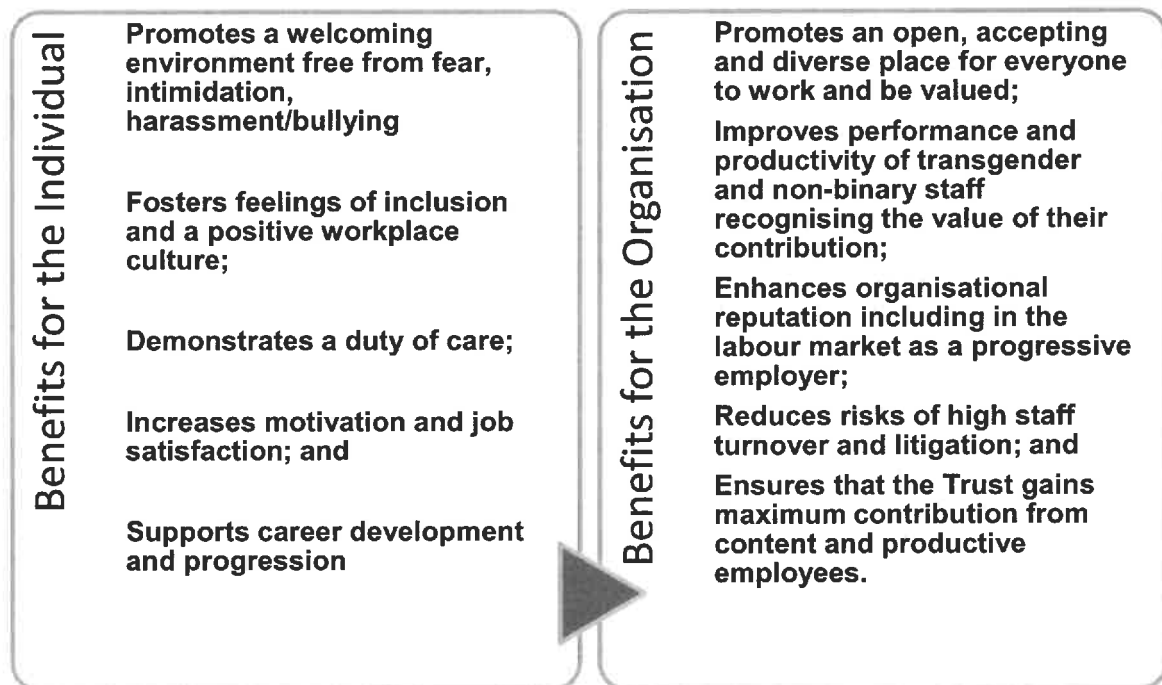 Benefits for the Individual
Promotes a welcoming
environment free from fear,
intimidation,
harassment/bullying
Fosters feelings of inclusion
and a positive workplace
culture;
Demonstrates a duty of care;
Increases motivation and job
satisfaction; and
Supports career development
and progression
Benefits for the Organisation
Promotes an open, accepting
and diverse place for everyone
to work and be valued;
Improves performance and
productivity of transgender
and non-binary staff
recognising the value of their
contribution;
Enhances organisational
reputation including in the
labour market as a progressive
employer;
Reduces risks of high staff
turnover and litigation; and
Ensures that the Trust gains
maximum contribution from
content and productive
employees.